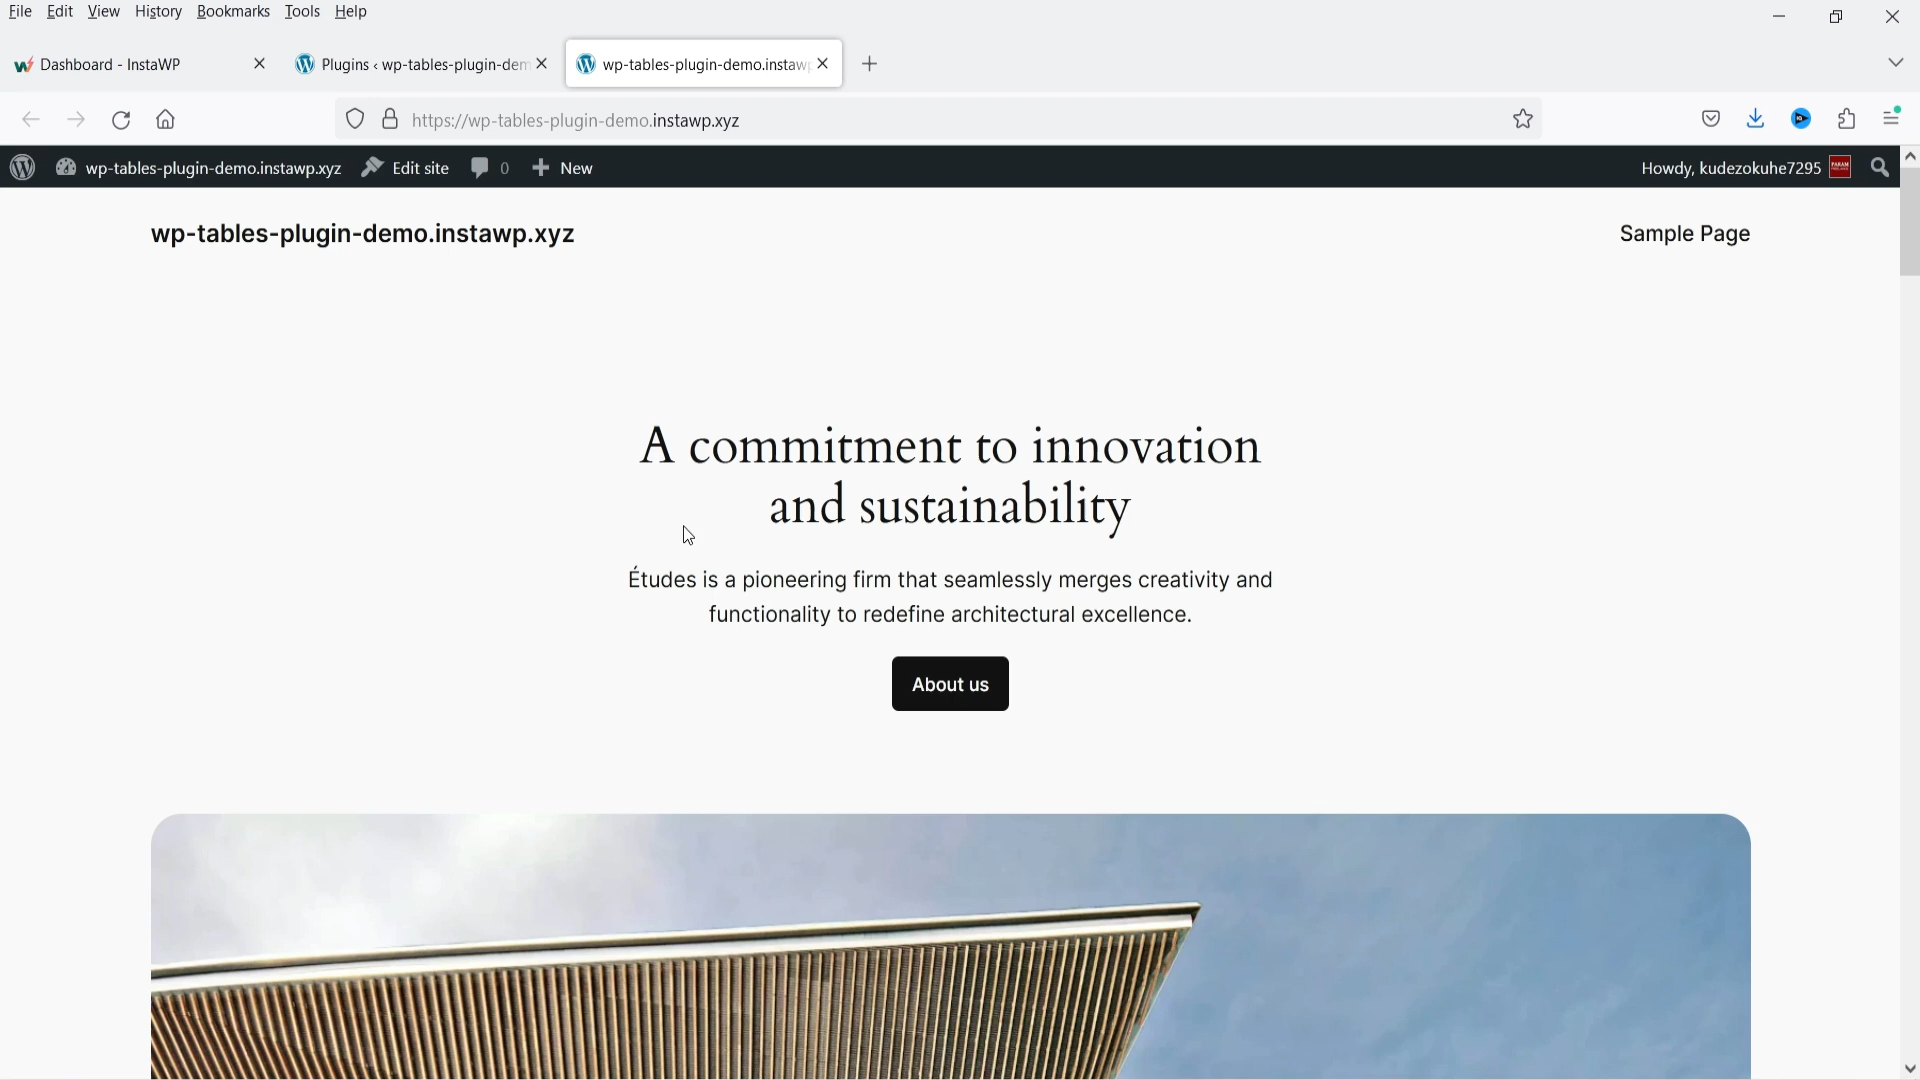 File Edit View History Bookmarks Tools Help
Dashboard - InstaWP
Plugins ‹ wp-tables-plugin-dem
wp-tables-plugin-demo.instaw
https://wp-tables-plugin-demo.instawp.xyz
wp-tables-plugin-demo.instawp.xyz Edit site 0 New
Howdy, kudezokuhe7295
wp-tables-plugin-demo.instawp.xyz
Sample Page
A commitment to innovation
and sustainability
Études is a pioneering firm that seamlessly merges creativity and
functionality to redefine architectural excellence.
About us